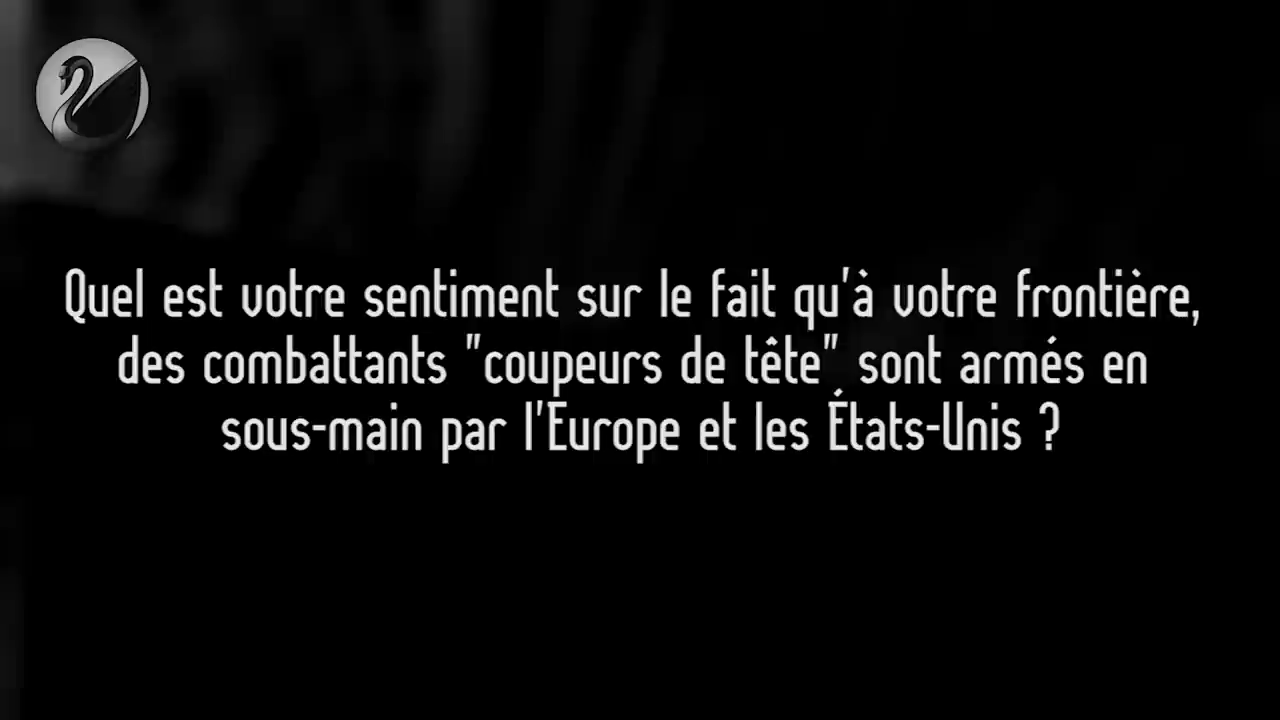 Quel est votre sentiment sur le fait qu'à votre frontière,
des combattants "coupeurs de tête" sont armés en
sous-main par l'Europe et les États-Unis ?